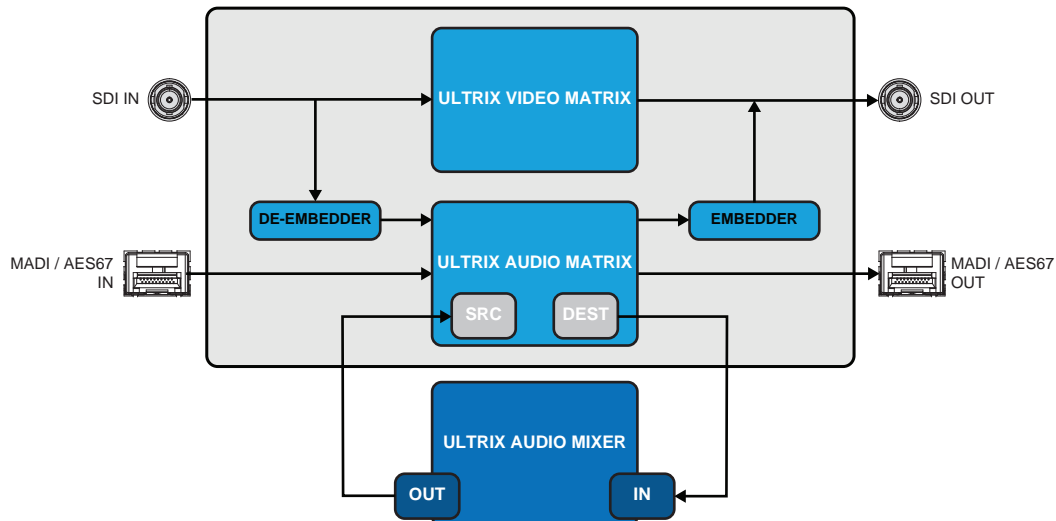 ULTRIX VIDEO MATRIX
SDI IN
SDI OUT
DE-EMBEDDER
EMBEDDER
MADI / AES67
IN
ULTRIX AUDIO MATRIX
MADI / AES67
OUT
SRC
DEST
ULTRIX AUDIO MIXER
OUT
IN